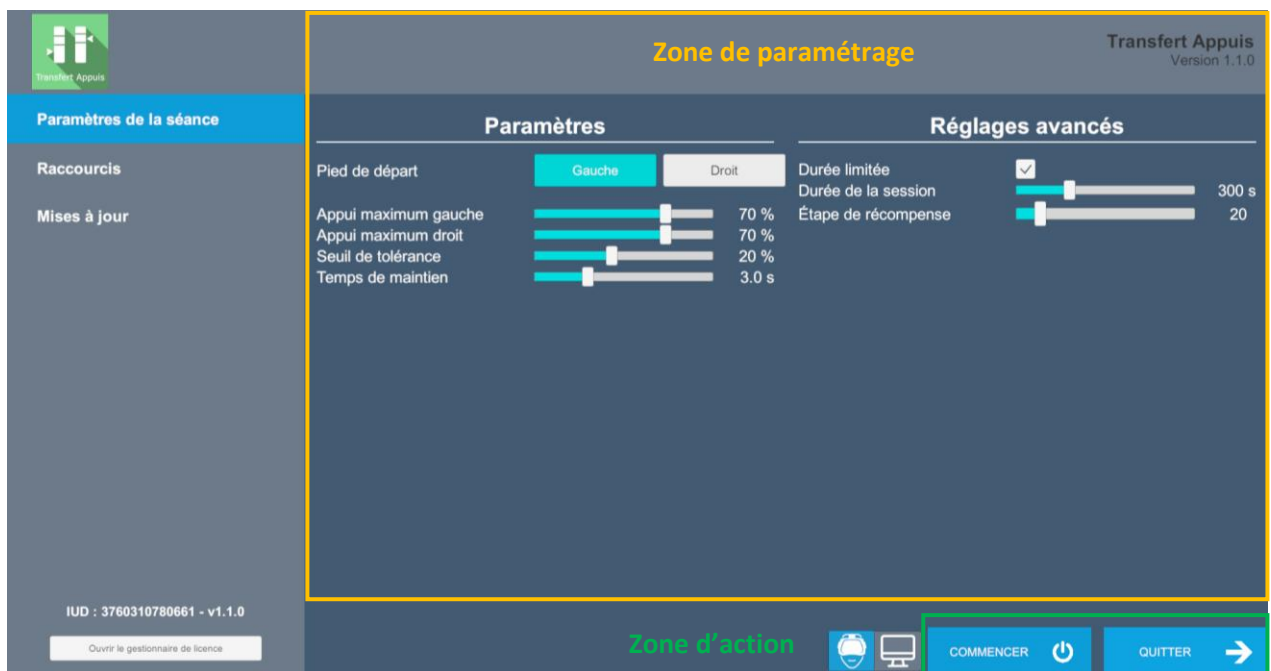 Transfert Appuis
Zone de paramétrage
Transfert Appuis
Version 1.1.0
Paramètres de la séance
Raccourcis
Mises à jour
Paramètres
Pied de départ
Gauche
Droit
Appui maximum gauche
70 %
Appui maximum droit
70 %
Seuil de tolérance
20 %
Temps de maintien
3.0 s
Réglages avancés
Durée limitée
Durée de la session
300 s
Étape de récompense
20
IUD : 3760310780661 - v1.1.0
Ouvrir le gestionnaire de licence
Zone d’action
COMMENCER
QUITTER